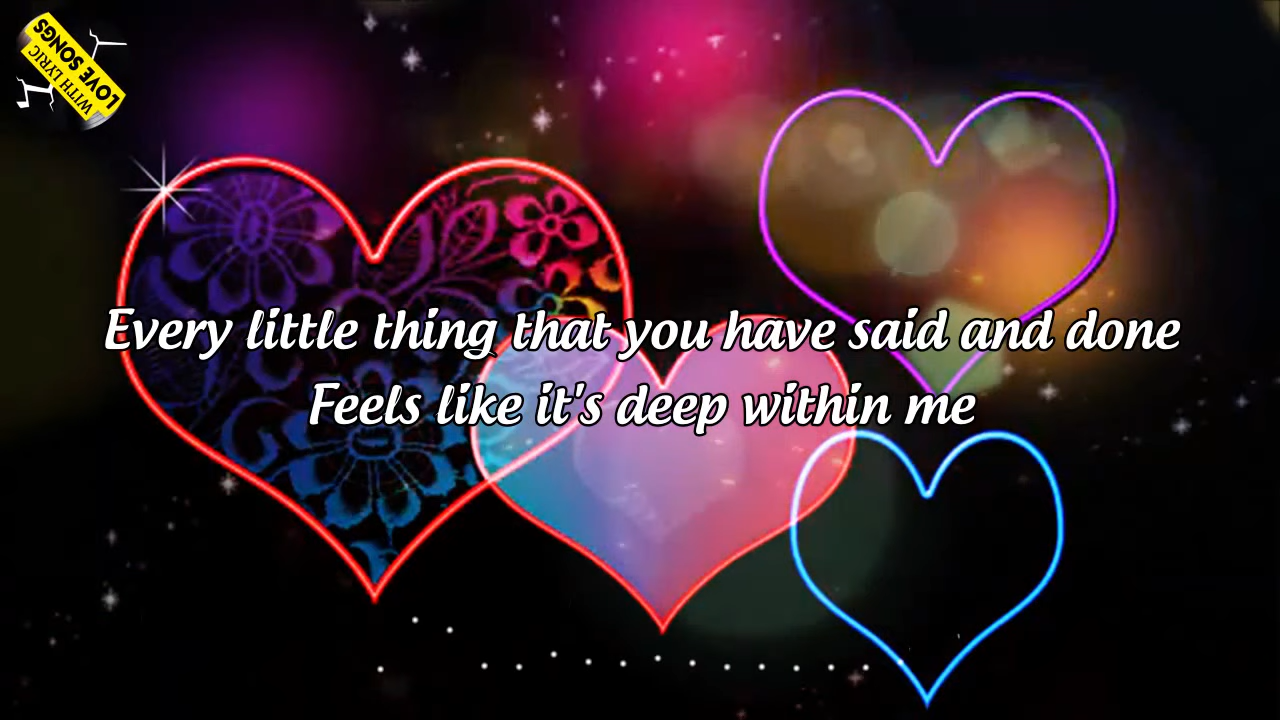 LOVE SONGS
WITH LYRIC
Every little thing that you have said and done
Feels like it's deep within me